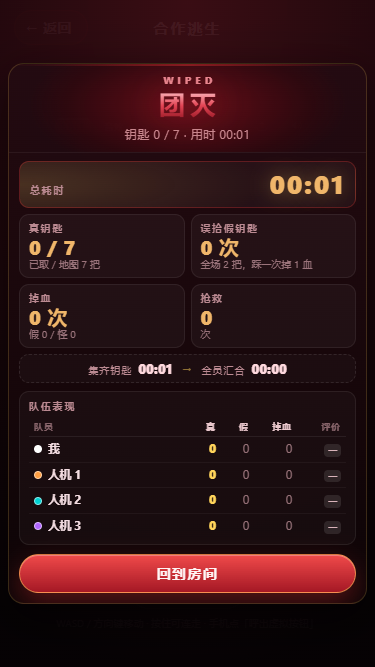 ← 返回 合作逃生
WIPED
团灭
钥匙 0 / 7 · 用时 00:01
总耗时 00:01
真钥匙
0 / 7
已取 / 地图 7 把
误拾假钥匙
0 次
全场 2 把，踩一次掉 1 血
掉血
0 次
假 0 / 怪 0
抢救
0
次
集齐钥匙 00:01 → 全员汇合 00:00
队伍表现
队员 真 假 掉血 评价
我 0 0 0 —
人机 1 0 0 0 —
人机 2 0 0 0 —
人机 3 0 0 0 —
回到房间